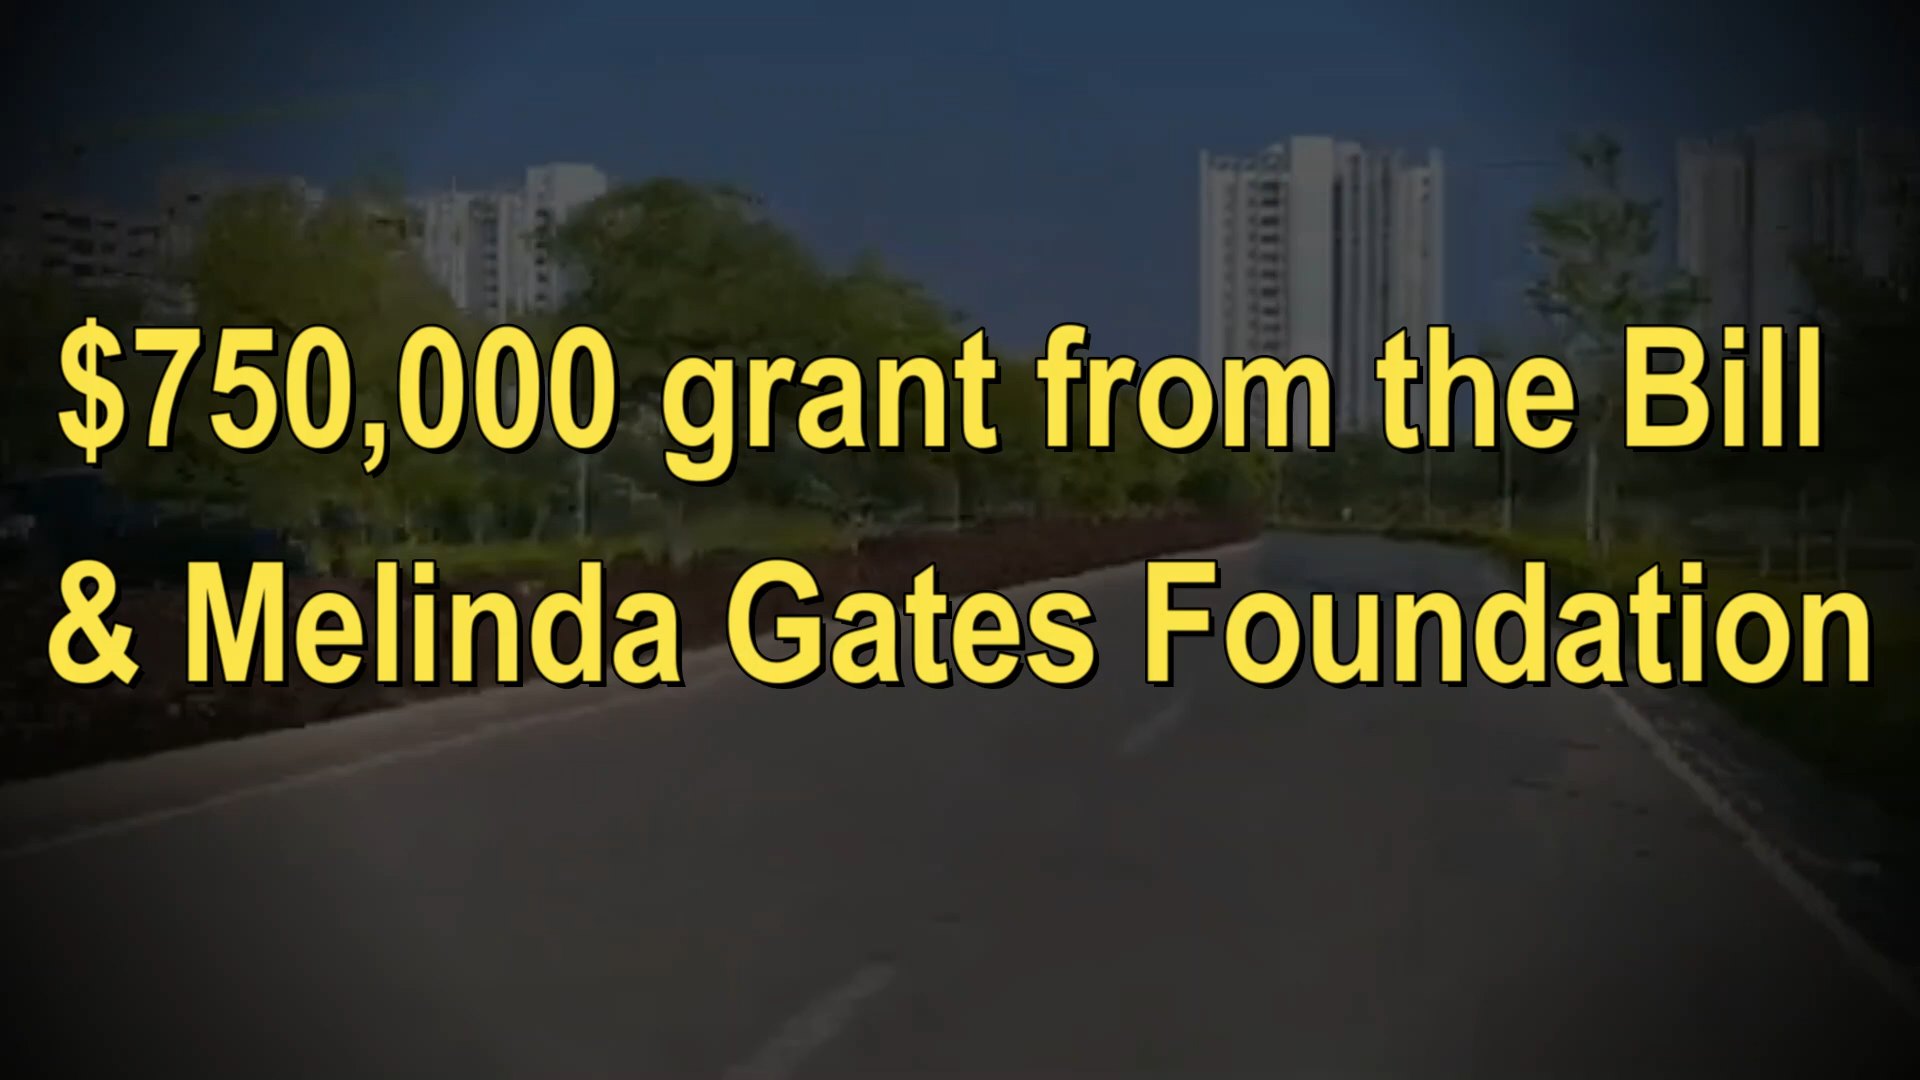 $750,000 grant from the Bill
& Melinda Gates Foundation